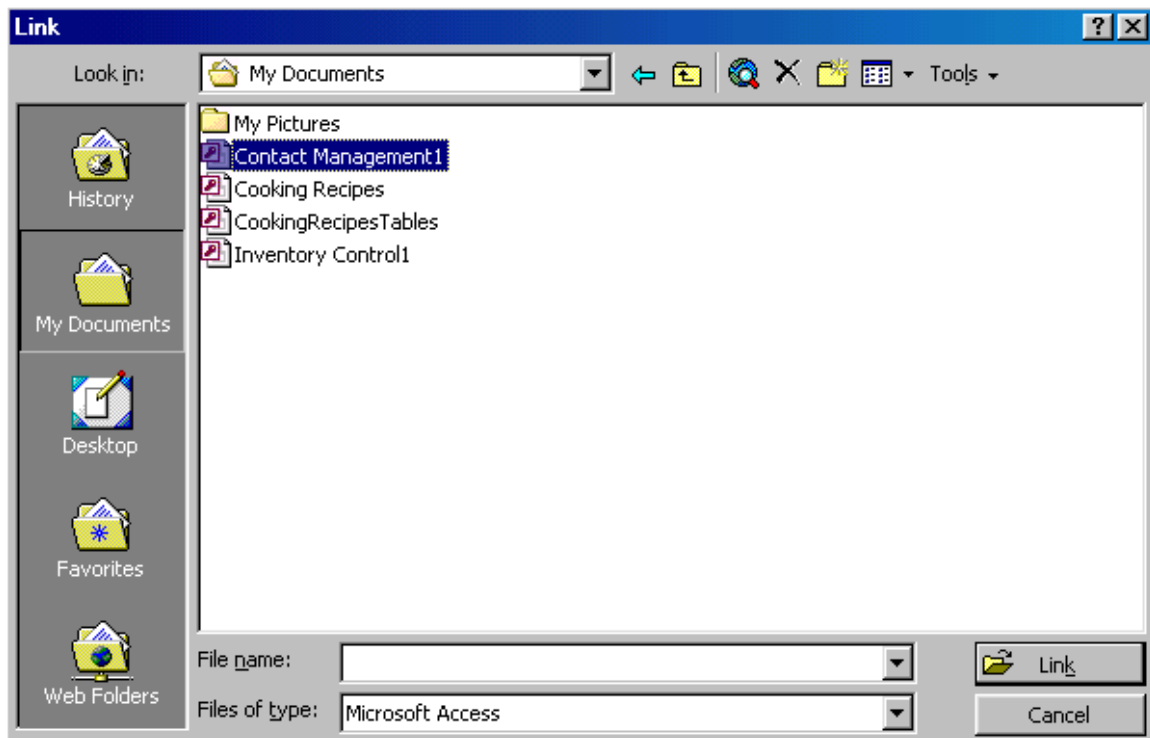 Link
Look in:
My Documents
Tools
My Pictures
Contact Management1
Cooking Recipes
CookingRecipesTables
Inventory Control1
History
My Documents
Desktop
Favorites
Web Folders
File name:
Link
Files of type:
Microsoft Access
Cancel